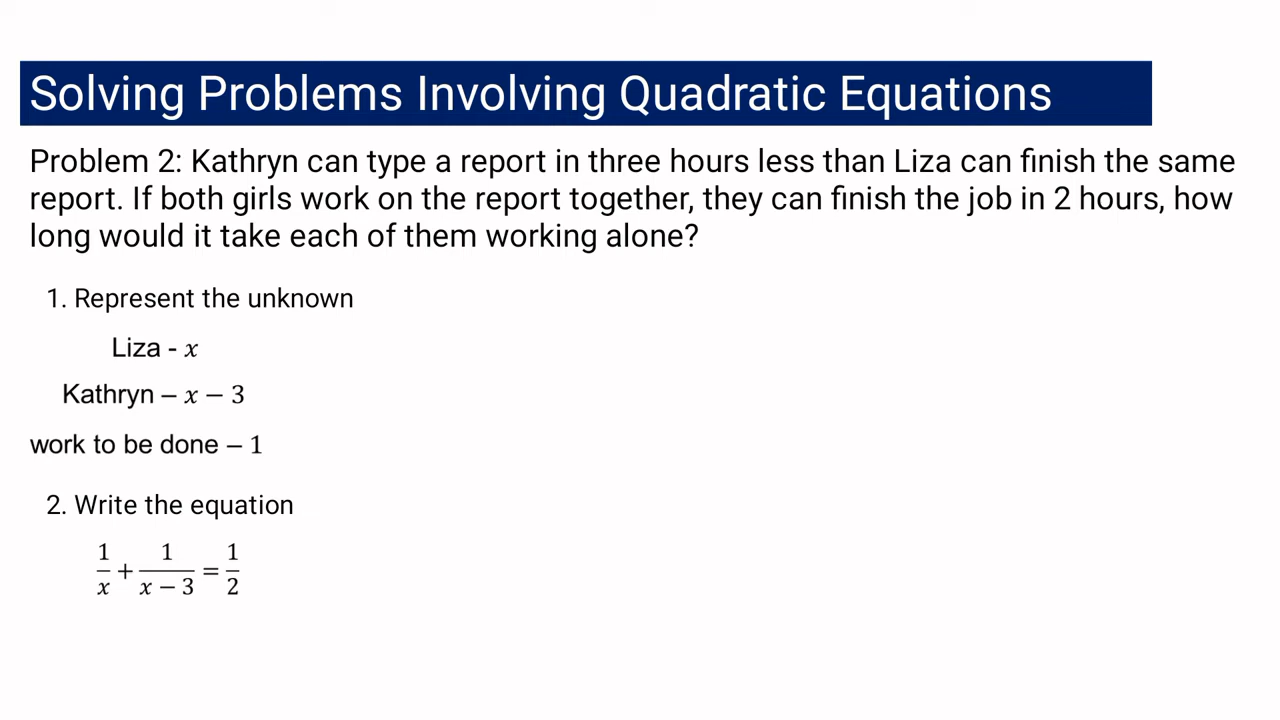 Solving Problems Involving Quadratic Equations
Problem 2: Kathryn can type a report in three hours less than Liza can finish the same
report. If both girls work on the report together, they can finish the job in 2 hours, how
long would it take each of them working alone?
1. Represent the unknown
Liza - x
Kathryn – x − 3
work to be done – 1
2. Write the equation
1/x + 1/(x − 3) = 1/2